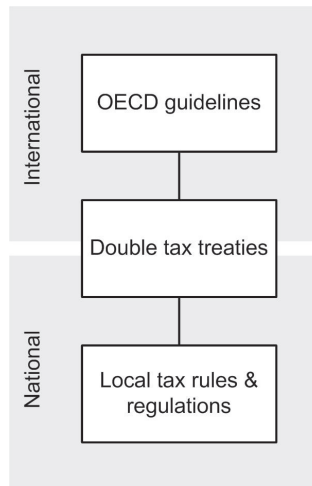 International
OECD guidelines
Double tax treaties
National
Local tax rules &
regulations